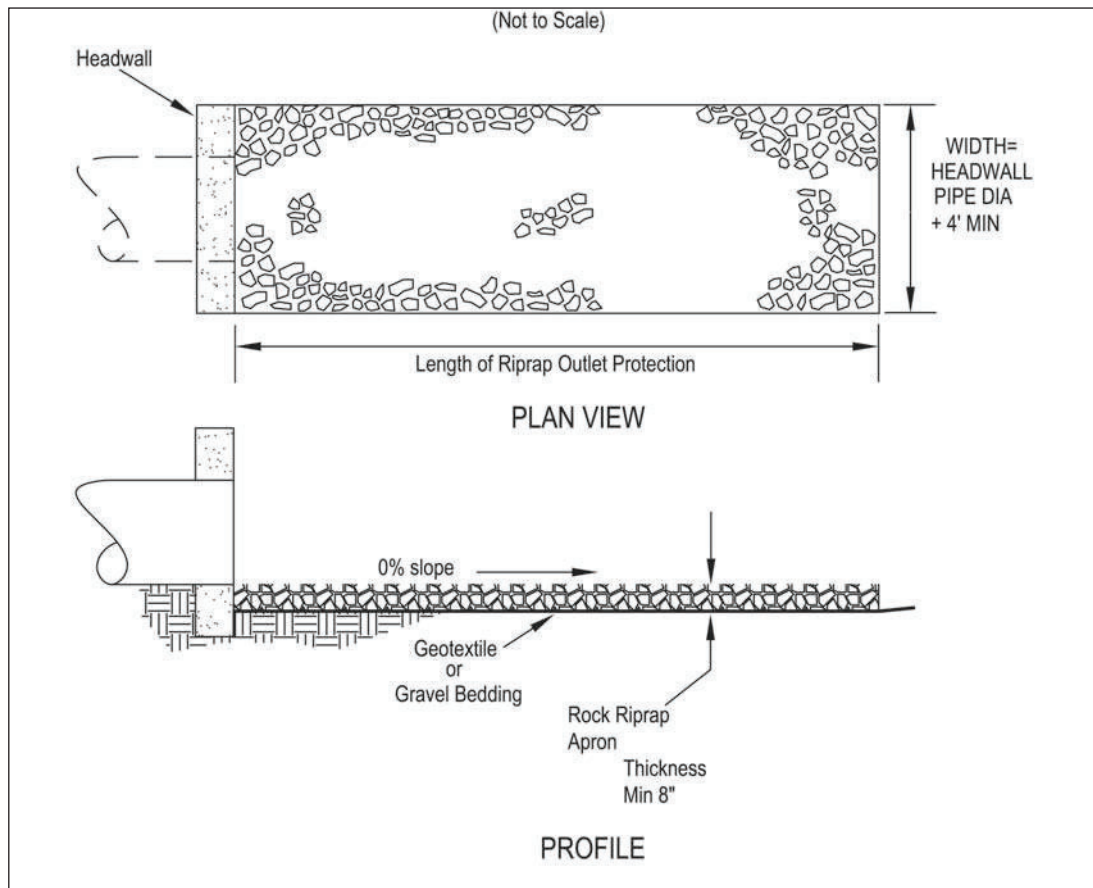 (Not to Scale)
Headwall
WIDTH=
HEADWALL
PIPE DIA
+ 4' MIN
Length of Riprap Outlet Protection
PLAN VIEW
0% slope
Geotextile
or
Gravel Bedding
Rock Riprap
Apron
Thickness
Min 8"
PROFILE